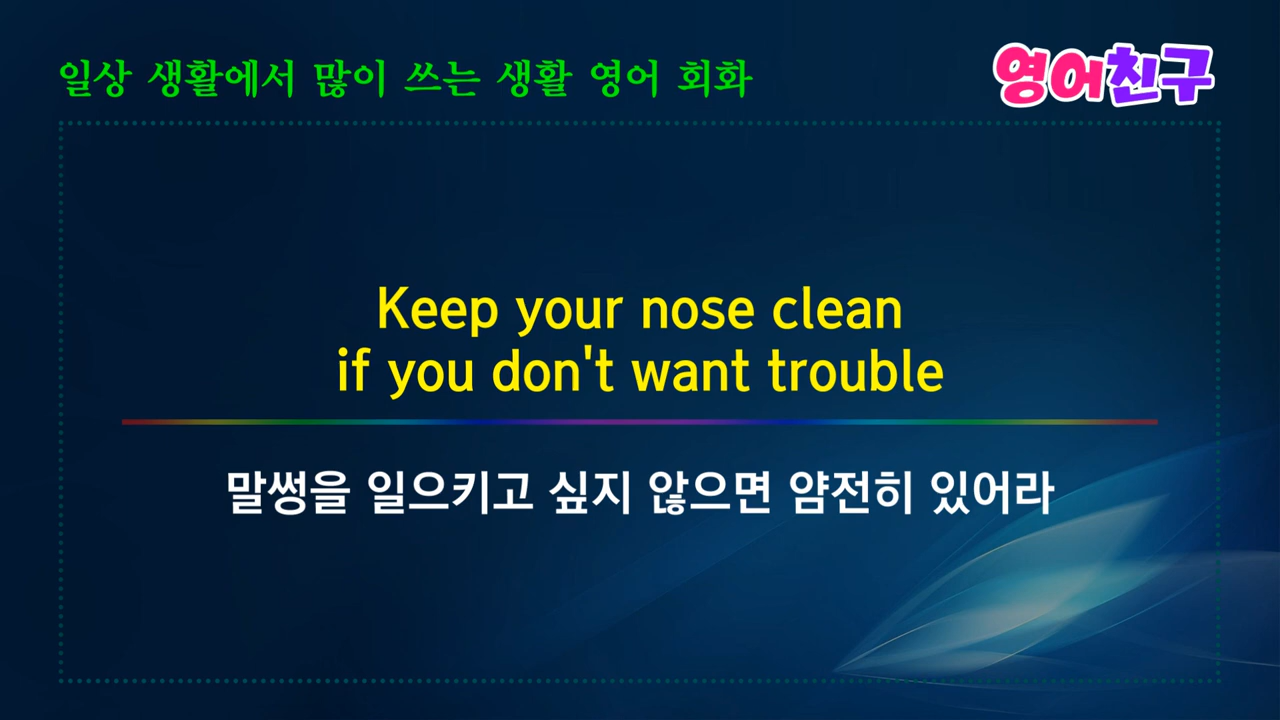 일상 생활에서 많이 쓰는 생활 영어 회화
영어친구
Keep your nose clean
if you don't want trouble
말썽을 일으키고 싶지 않으면 얌전히 있어라